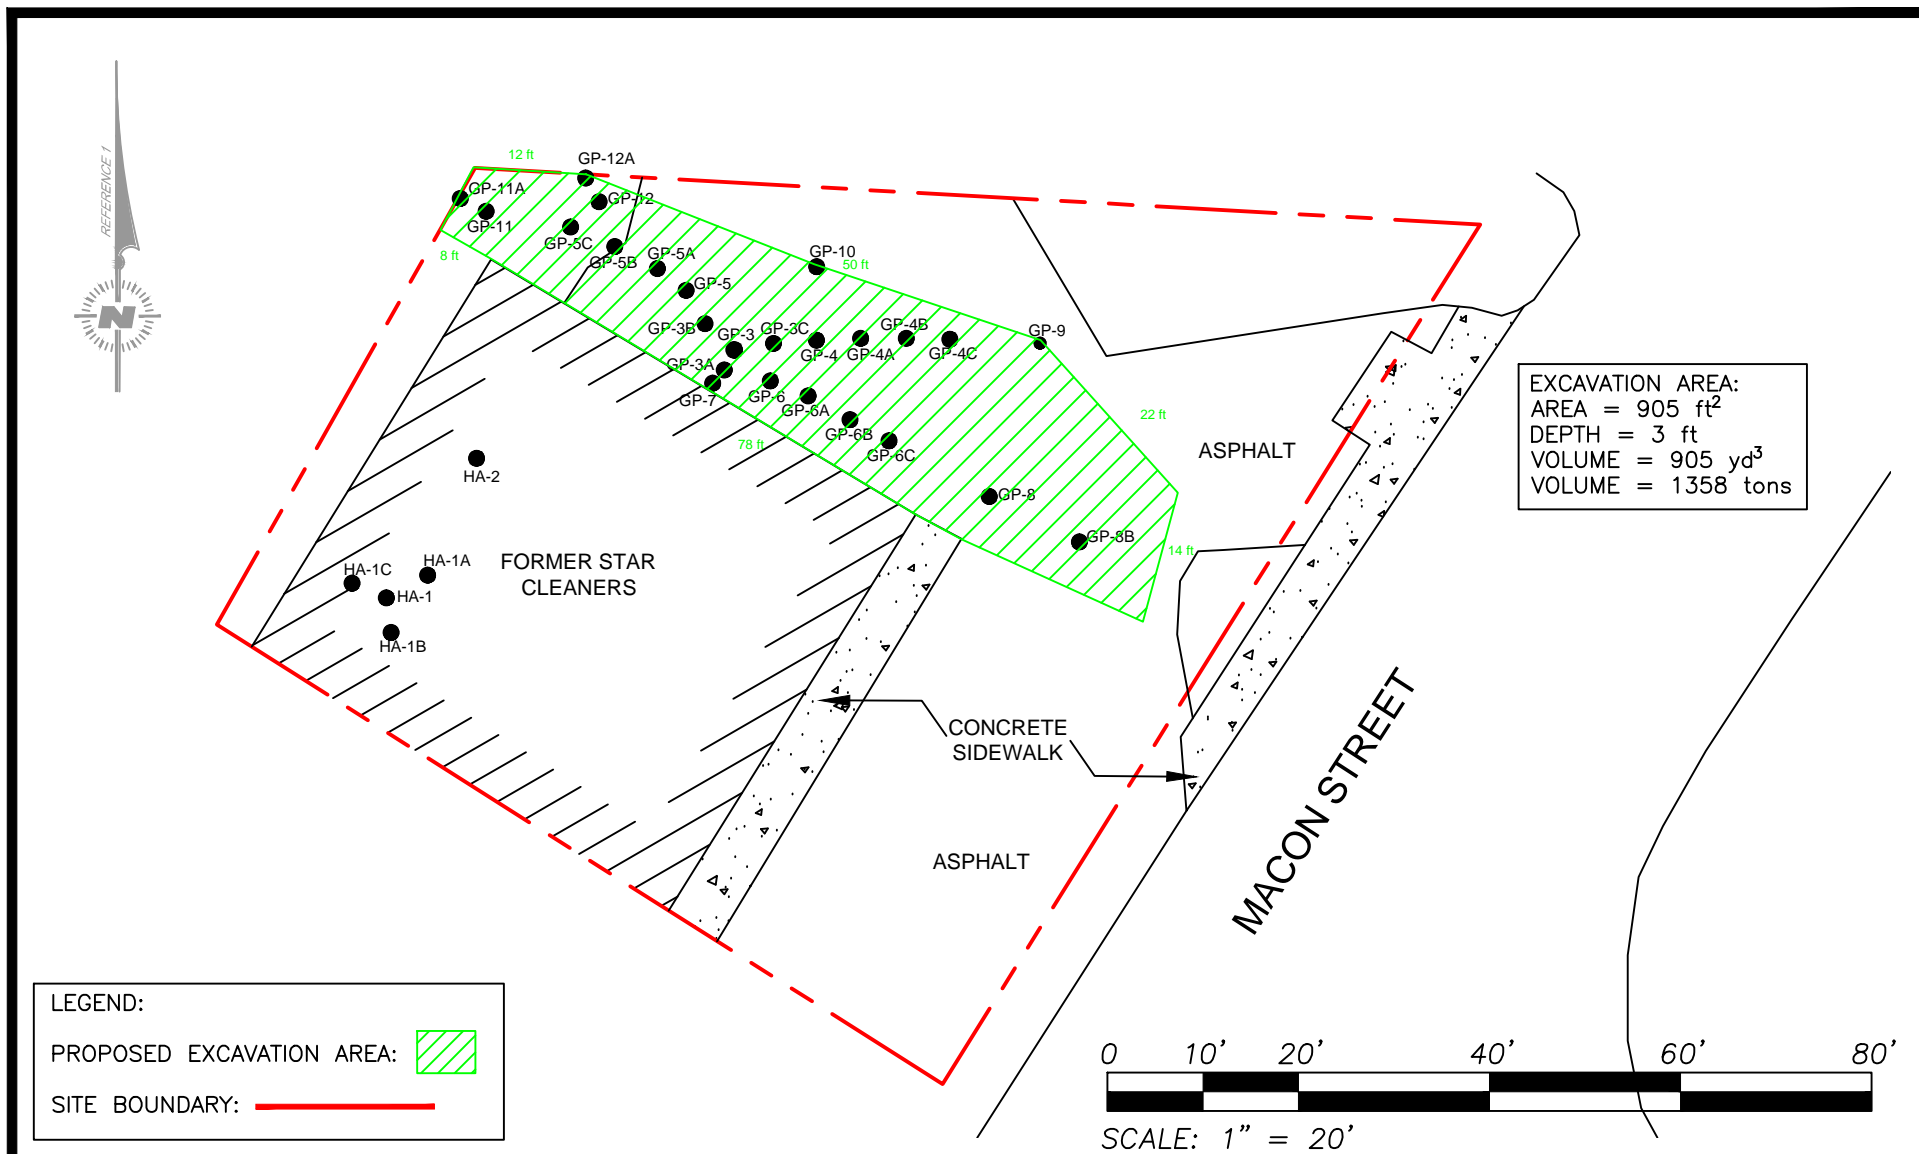 REFERENCE 1
N
12 ft
GP-12A
GP-11A
GP-12
GP-11
GP-5C
GP-5B
GP-5A
8 ft
GP-10
50 ft
GP-5
GP-3B
GP-3
GP-3C
GP-4
GP-4A
GP-4B
GP-4C
GP-9
GP-3A
GP-7
GP-6
GP-6A
GP-6B
GP-6C
78 ft
22 ft
ASPHALT
GP-8
GP-8B
14 ft
EXCAVATION AREA:
AREA = 905 ft²
DEPTH = 3 ft
VOLUME = 905 yd³
VOLUME = 1358 tons
HA-2
HA-1C
HA-1A
HA-1
HA-1B
FORMER STAR
CLEANERS
CONCRETE
SIDEWALK
MACON STREET
ASPHALT
LEGEND:
PROPOSED EXCAVATION AREA:
SITE BOUNDARY:
0 10' 20' 40' 60' 80'
SCALE: 1" = 20'